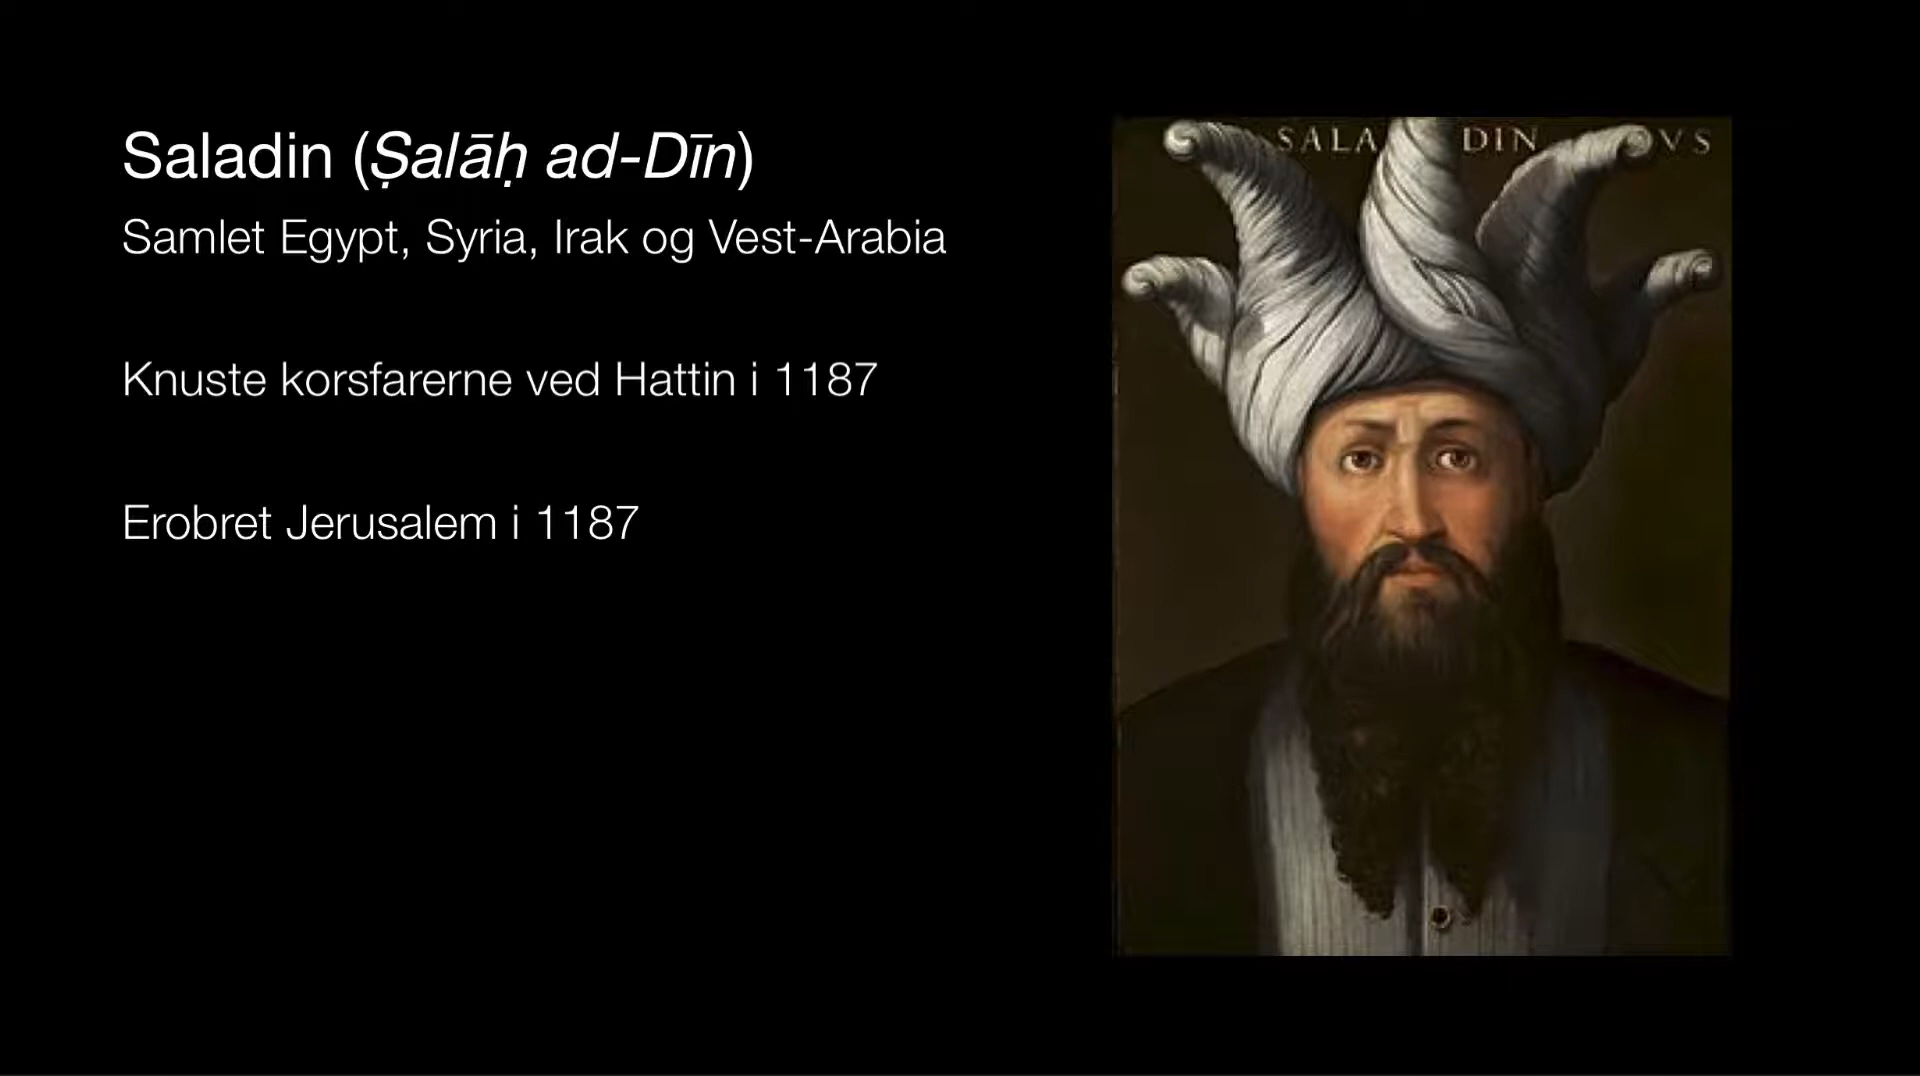 Saladin (Ṣalāḥ ad-Dīn)
Samlet Egypt, Syria, Irak og Vest-Arabia
Knuste korsfarerne ved Hattin i 1187
Erobret Jerusalem i 1187
SALA DIN VS